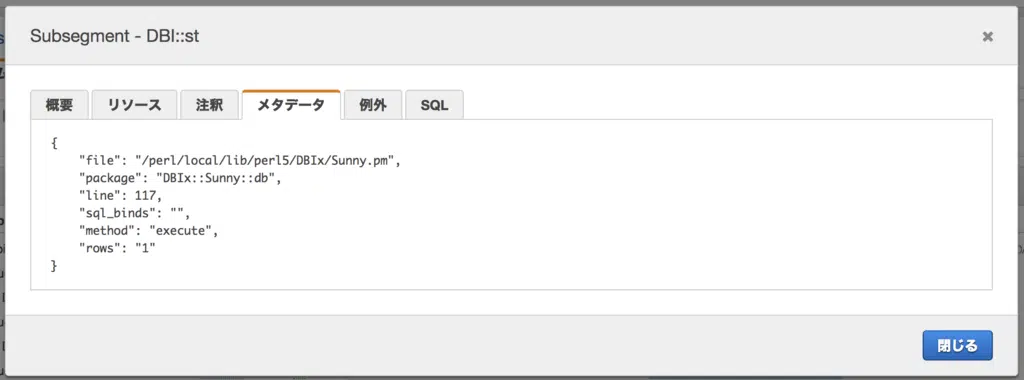 Subsegment - DBI::st
×
概要 リソース 注釈 メタデータ 例外 SQL
{
    "file": "/perl/local/lib/perl5/DBIx/Sunny.pm",
    "package": "DBIx::Sunny::db",
    "line": 117,
    "sql_binds": "",
    "method": "execute",
    "rows": "1"
}
閉じる